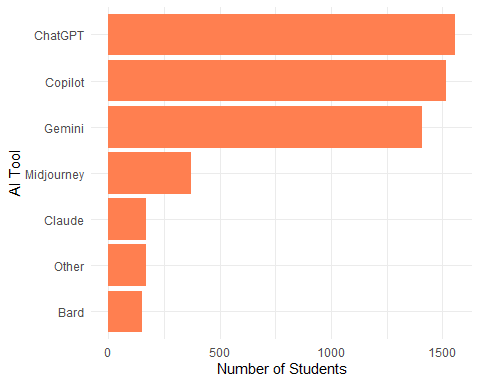 ChatGPT
Copilot
Gemini
Midjourney
Claude
Other
Bard
AI Tool
0 500 1000 1500
Number of Students